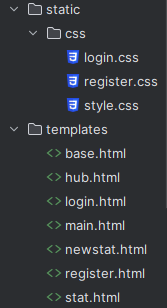 static
css
login.css
register.css
style.css
templates
base.html
hub.html
login.html
main.html
newstat.html
register.html
stat.html